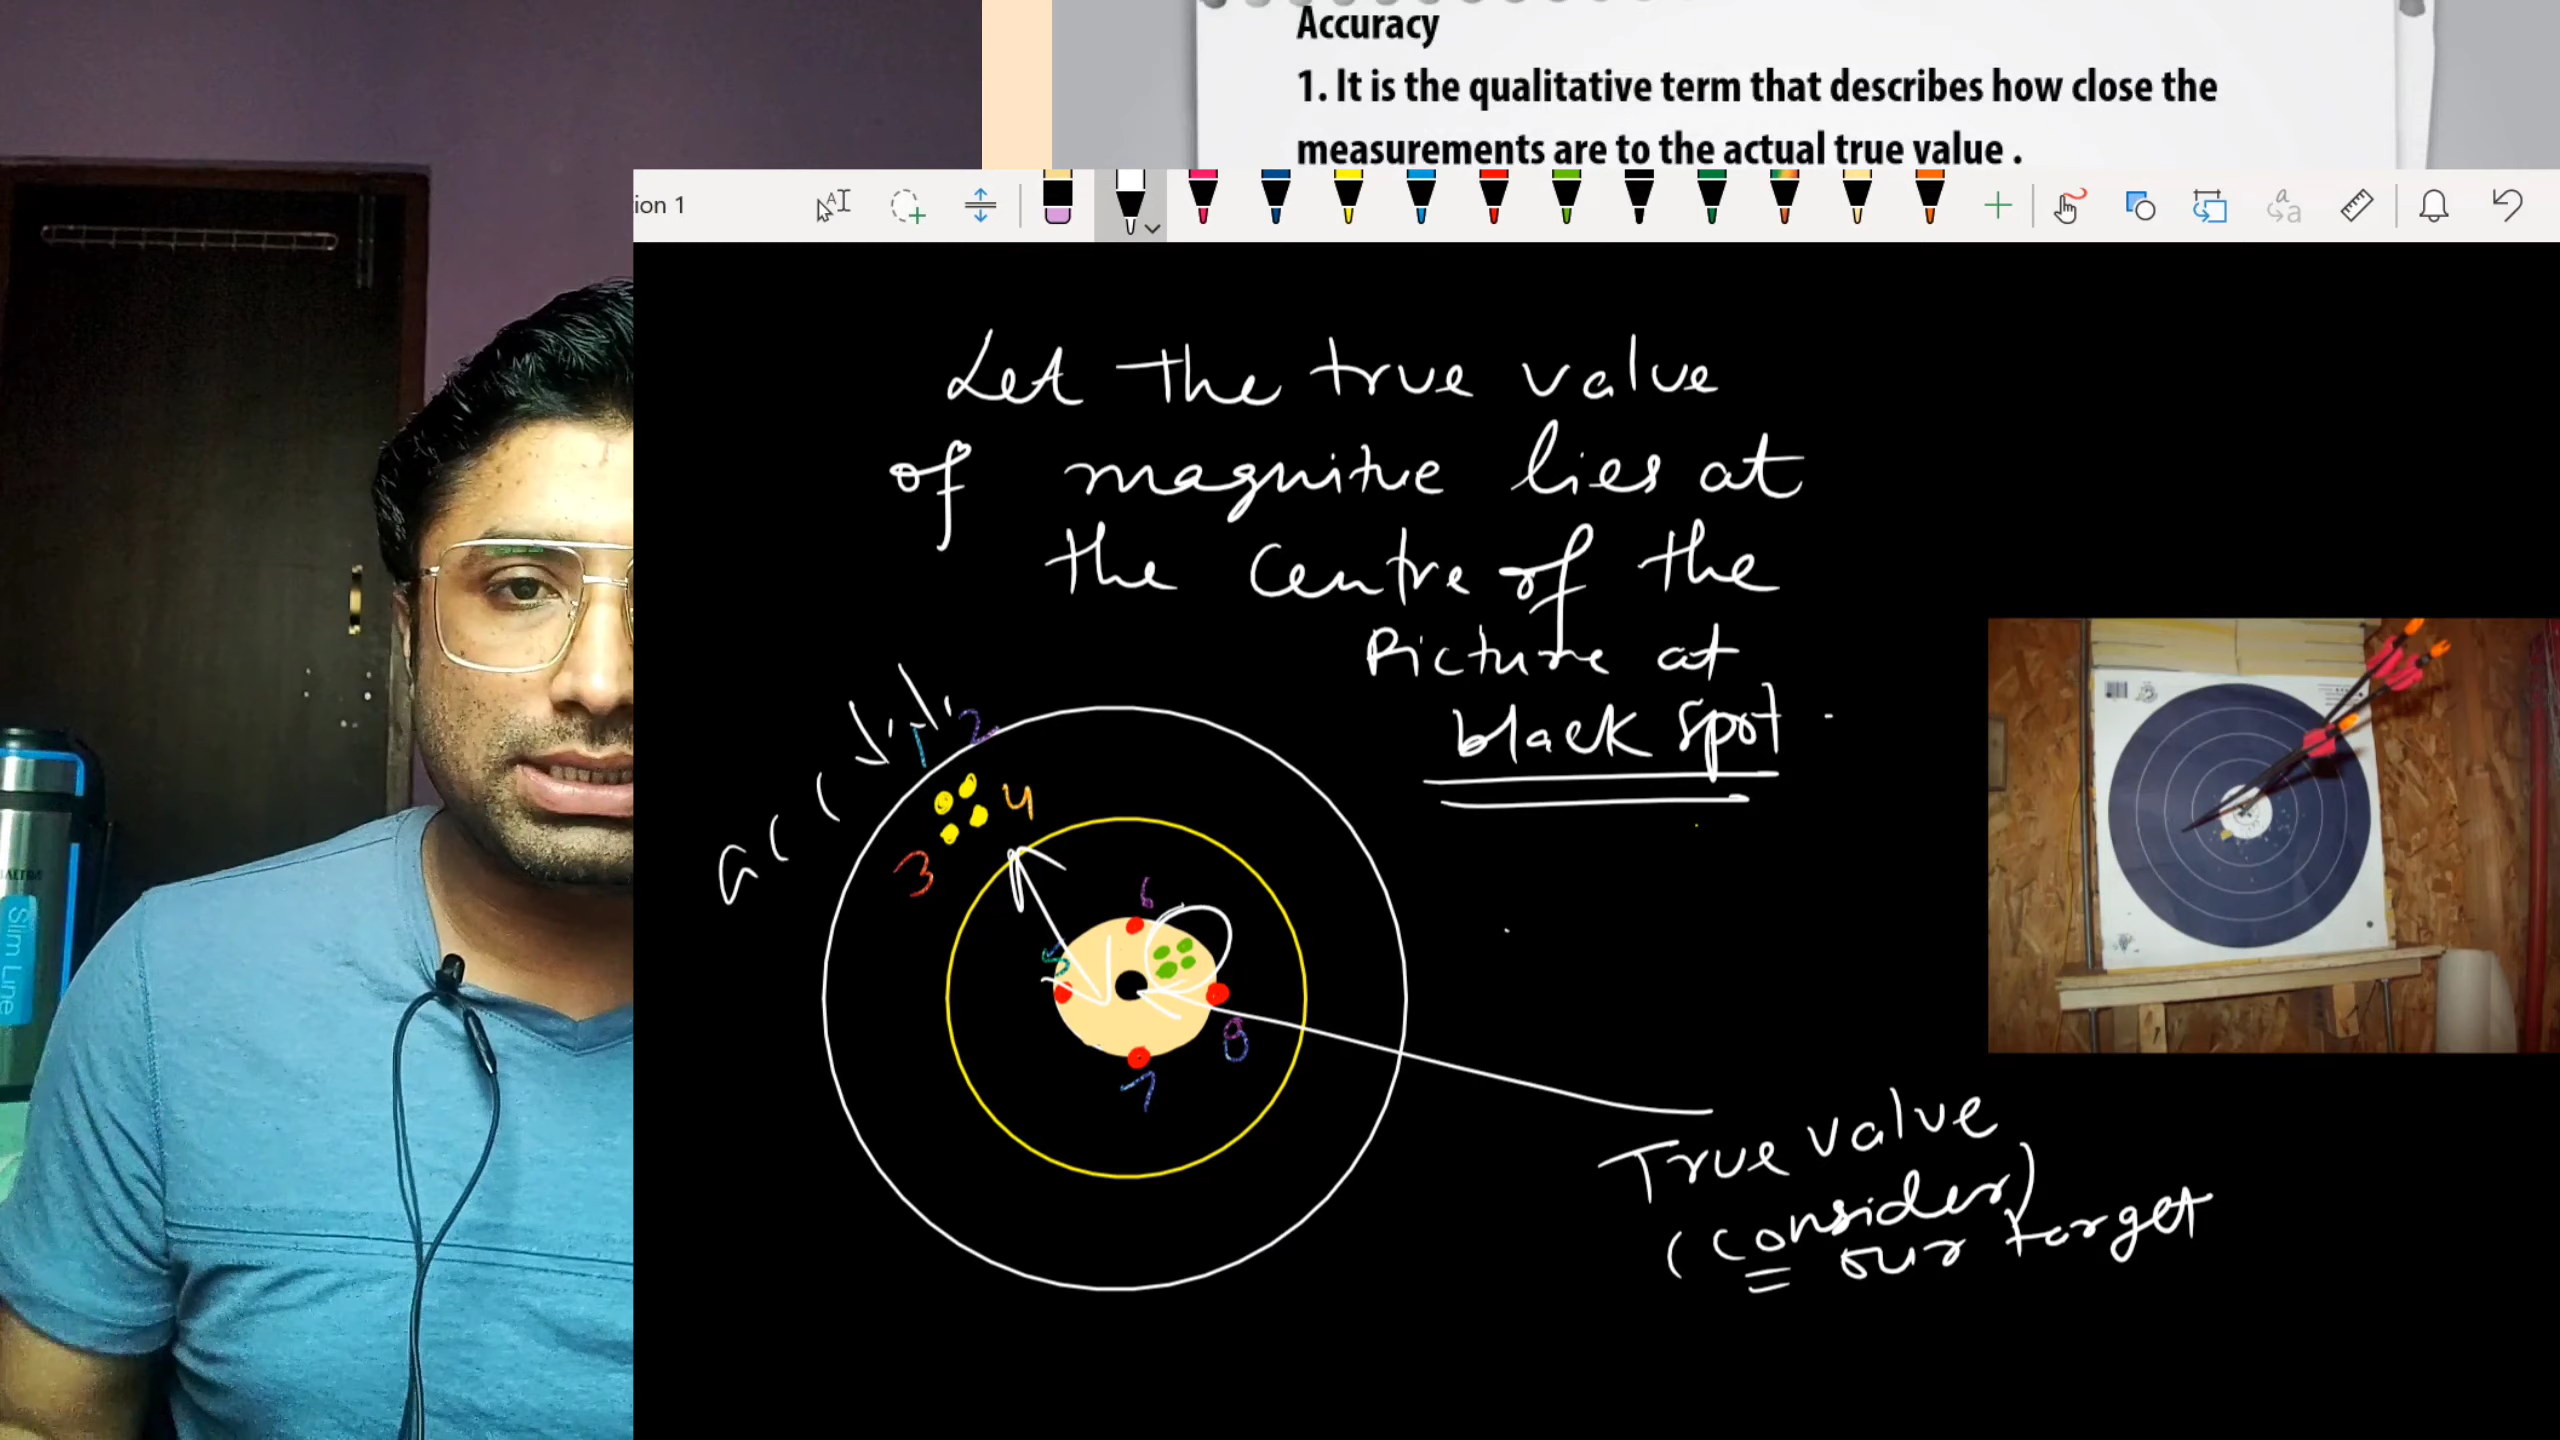 Accuracy
1. It is the qualitative term that describes how close the
measurements are to the actual true value .
ion 1
Let the true value
of magnitue lies at
the centre of the
Picture at
black spot
1 2
4
3
6
5
8
7
True value
(consider)
our target
Slim Line